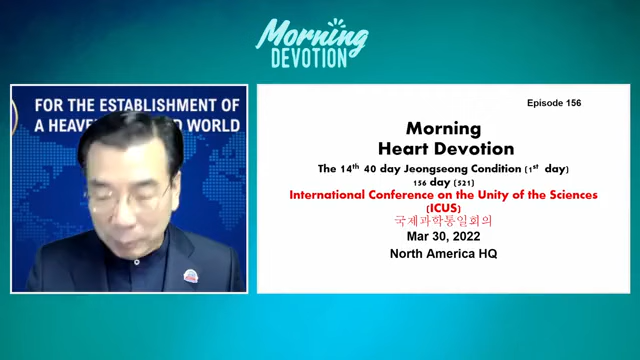 Morning
DEVOTION
FOR THE ESTABLISHMENT OF
A HEAVEN
D WORLD
Episode 156
Morning
Heart Devotion
The 14th 40 day Jeongseong Condition (1st day)
156 day (521)
International Conference on the Unity of the Sciences
(ICUS)
국제과학통일회의
Mar 30, 2022
North America HQ